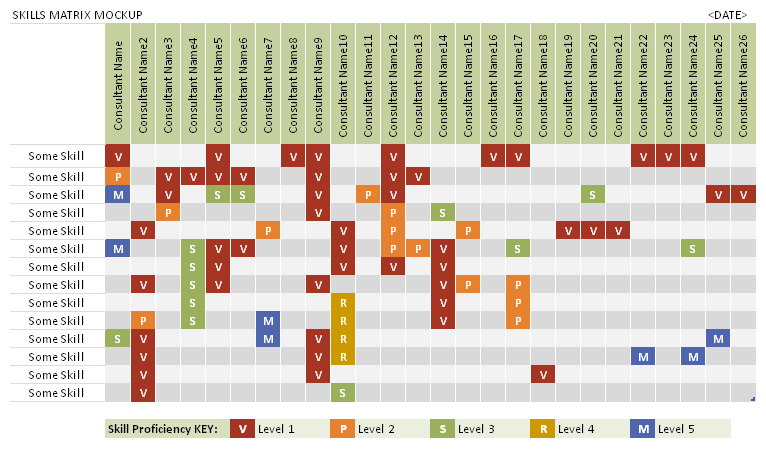 SKILLS MATRIX MOCKUP <DATE>
Consultant Name
Consultant Name2
Consultant Name3
Consultant Name4
Consultant Name5
Consultant Name6
Consultant Name7
Consultant Name8
Consultant Name9
Consultant Name10
Consultant Name11
Consultant Name12
Consultant Name13
Consultant Name14
Consultant Name15
Consultant Name16
Consultant Name17
Consultant Name18
Consultant Name19
Consultant Name20
Consultant Name21
Consultant Name22
Consultant Name23
Consultant Name24
Consultant Name25
Consultant Name26
Some Skill V V V V V V V V V V
Some Skill P V V V V V V V
Some Skill M V S S V P V S V V
Some Skill P V P S
Some Skill V P V P P V V V
Some Skill M S V V V P P V S S
Some Skill S V V V V
Some Skill V S V V V P P
Some Skill S R V P
Some Skill P S M R V P
Some Skill S V M V R M
Some Skill V V R M M
Some Skill V V V
Some Skill V S
Skill Proficiency KEY: V Level 1 P Level 2 S Level 3 R Level 4 M Level 5